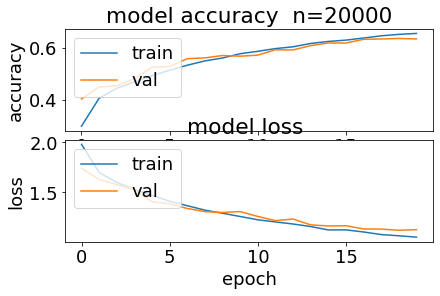 model accuracy n=20000
0.6
accuracy
train
val
0.4
model loss
2.0
train
loss
1.5
val
0 5 10 15
epoch